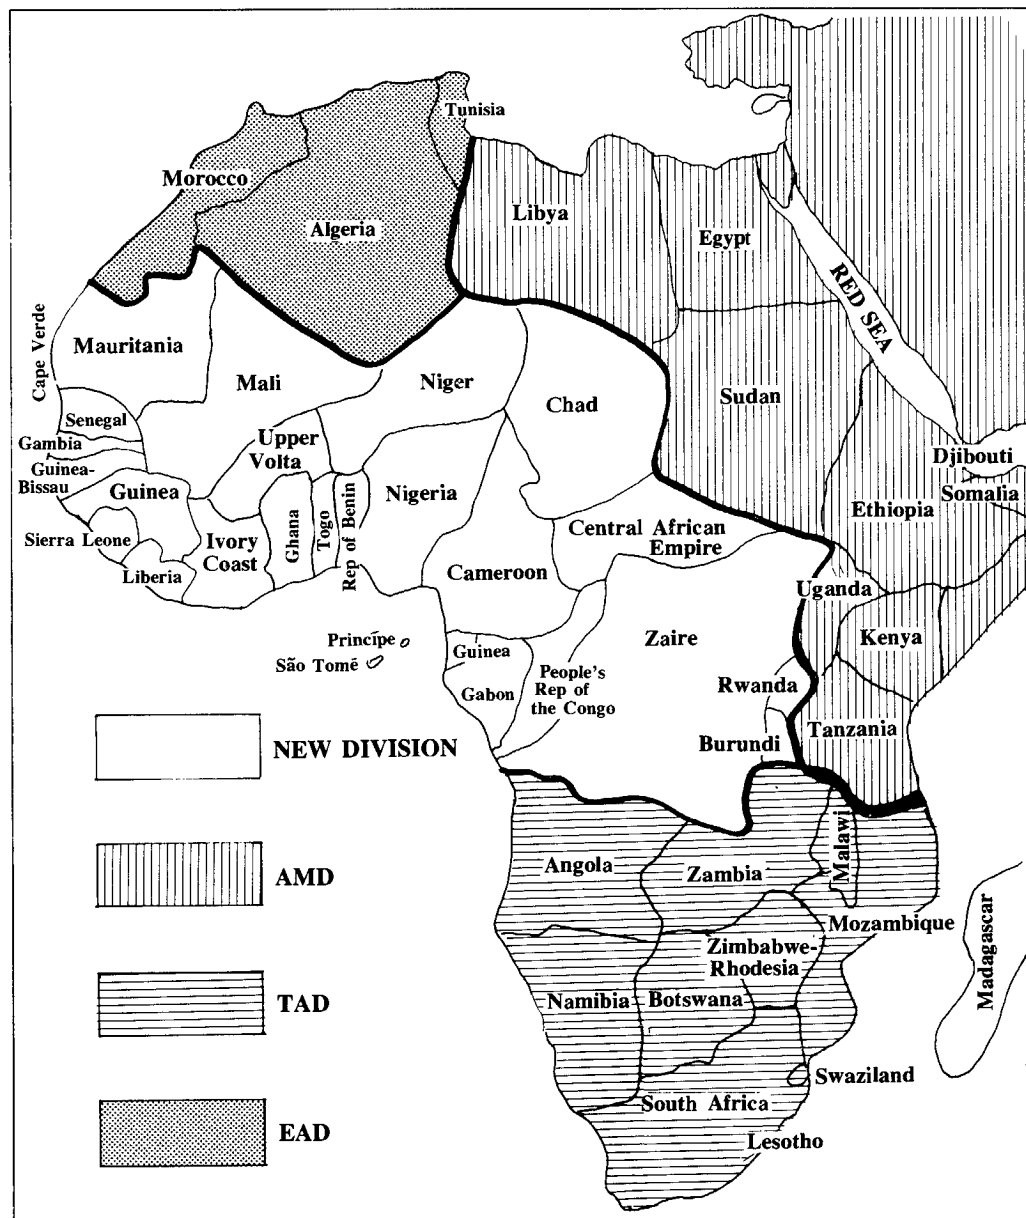 Tunisia
Morocco
Algeria
Libya
Egypt
RED SEA
Cape Verde
Mauritania
Mali
Niger
Chad
Sudan
Senegal
Gambia
Guinea-
Bissau
Guinea
Upper
Volta
Nigeria
Djibouti
Somalia
Ethiopia
Sierra Leone
Liberia
Ivory
Coast
Ghana
Togo
Rep of Benin
Central African
Empire
Cameroon
Uganda
Kenya
Zaire
Príncipe
São Tomē
Guinea
Gabon
People's
Rep of
the Congo
Rwanda
Burundi
Tanzania
NEW DIVISION
Angola
Zambia
Malawi
Mozambique
Madagascar
AMD
Zimbabwe-
Rhodesia
Namibia
Botswana
TAD
Swaziland
South Africa
Lesotho
EAD